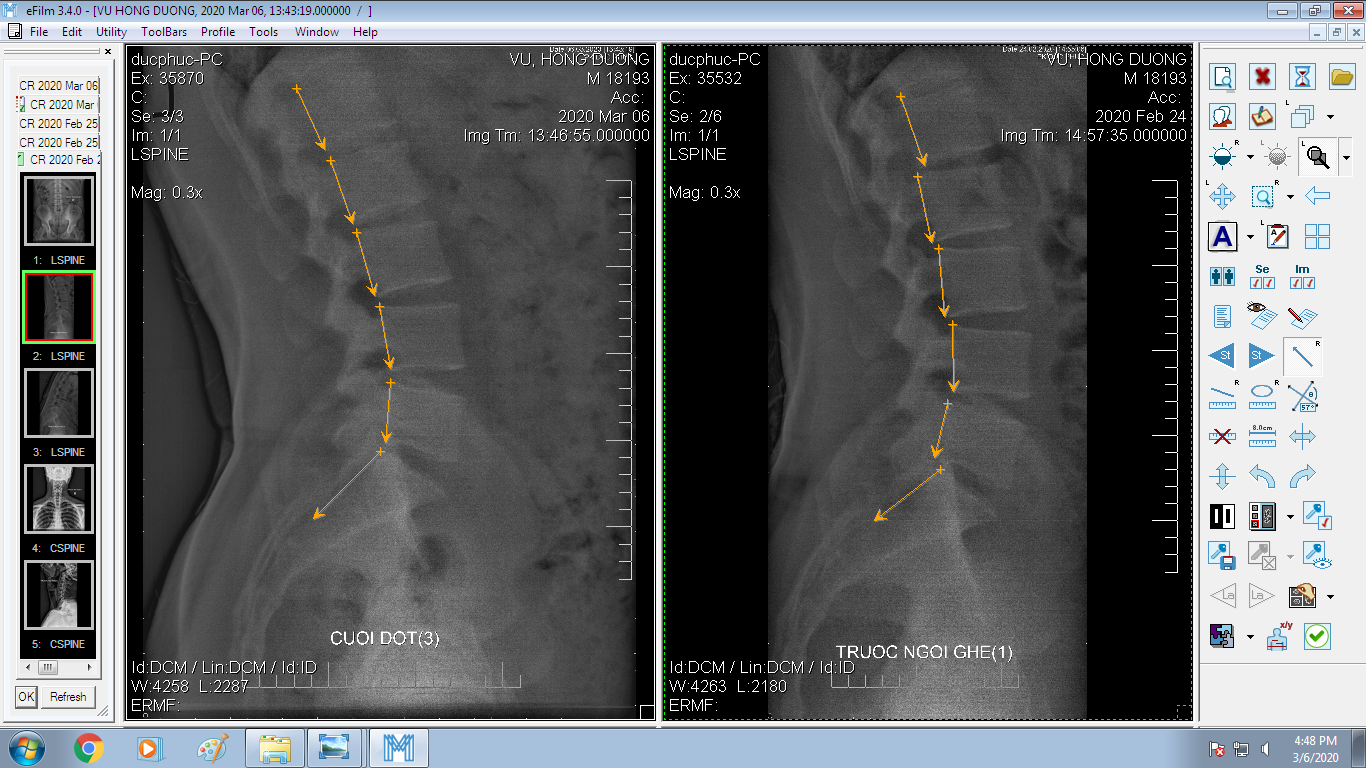 eFilm 3.4.0 - [VU HONG DUONG, 2020 Mar 06, 13:43:19.000000 / ]
File Edit Utility ToolBars Profile Tools Window Help
CR 2020 Mar 06
CR 2020 Mar
CR 2020 Feb 25
CR 2020 Feb 25
CR 2020 Feb 2
1: LSPINE
2: LSPINE
3: LSPINE
4: CSPINE
5: CSPINE
OK Refresh
ducphuc-PC
Ex: 35870
C:
Se: 3/3
Im: 1/1
LSPINE
Mag: 0.3x
VU, HONG DUONG
M 18193
Acc:
2020 Mar 06
Img Tm: 13:46:55.000000
CUOI DOT(3)
Id:DCM / Lin:DCM / Id:ID
W:4258 L:2287
ERMF:
ducphuc-PC
Ex: 35532
C:
Se: 2/6
Im: 1/1
LSPINE
Mag: 0.3x
VU, HONG DUONG
M 18193
Acc:
2020 Feb 24
Img Tm: 14:57:35.000000
TRUOC NGOI GHE(1)
Id:DCM / Lin:DCM / Id:ID
W:4263 L:2180
ERMF:
L
R
L
L
R
L
R
A
L
Se Im
St St
R
R
R
57°
8.0cm
La La
x/y
4:48 PM
3/6/2020